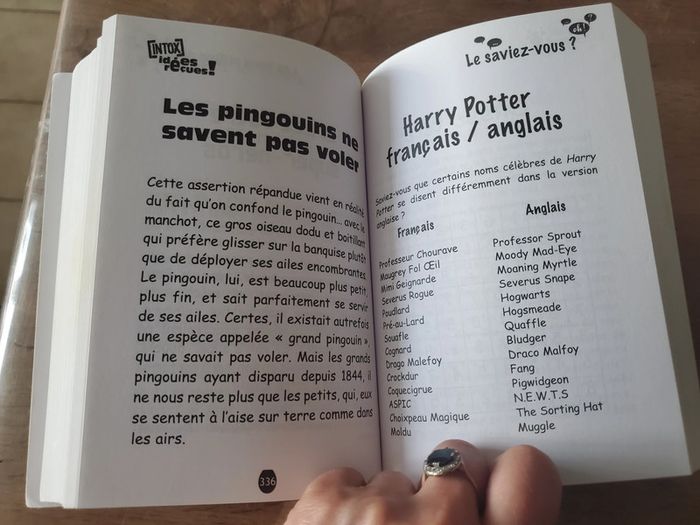 [INTOX]
idées
reçues!
Les pingouins ne
savent pas voler
Cette assertion répandue vient en réalité
du fait qu'on confond le pingouin… avec le
manchot, ce gros oiseau dodu et boitillant
qui préfère glisser sur la banquise plutôt
que de déployer ses ailes encombrantes.
Le pingouin, lui, est beaucoup plus petit,
plus fin, et sait parfaitement se servir
de ses ailes. Certes, il existait autrefois
une espèce appelée « grand pingouin »,
qui ne savait pas voler. Mais les grands
pingouins ayant disparu depuis 1844, il
ne nous reste plus que les petits, qui, eux
se sentent à l'aise sur terre comme dans
les airs.
336
oh!
?
Le saviez-vous ?
Harry Potter
français / anglais
Saviez-vous que certains noms célèbres de Harry
Potter se disent différemment dans la version
anglaise ?
Français Anglais
Professeur Chourave Professor Sprout
Maugrey Fol Œil Moody Mad-Eye
Mimi Geignarde Moaning Myrtle
Severus Rogue Severus Snape
Poudlard Hogwarts
Pré-au-Lard Hogsmeade
Souafle Quaffle
Cognard Bludger
Drago Malefoy Draco Malfoy
Crockdur Fang
Coquecigrue Pigwidgeon
ASPIC N.E.W.T.S
Choixpeau Magique The Sorting Hat
Moldu Muggle